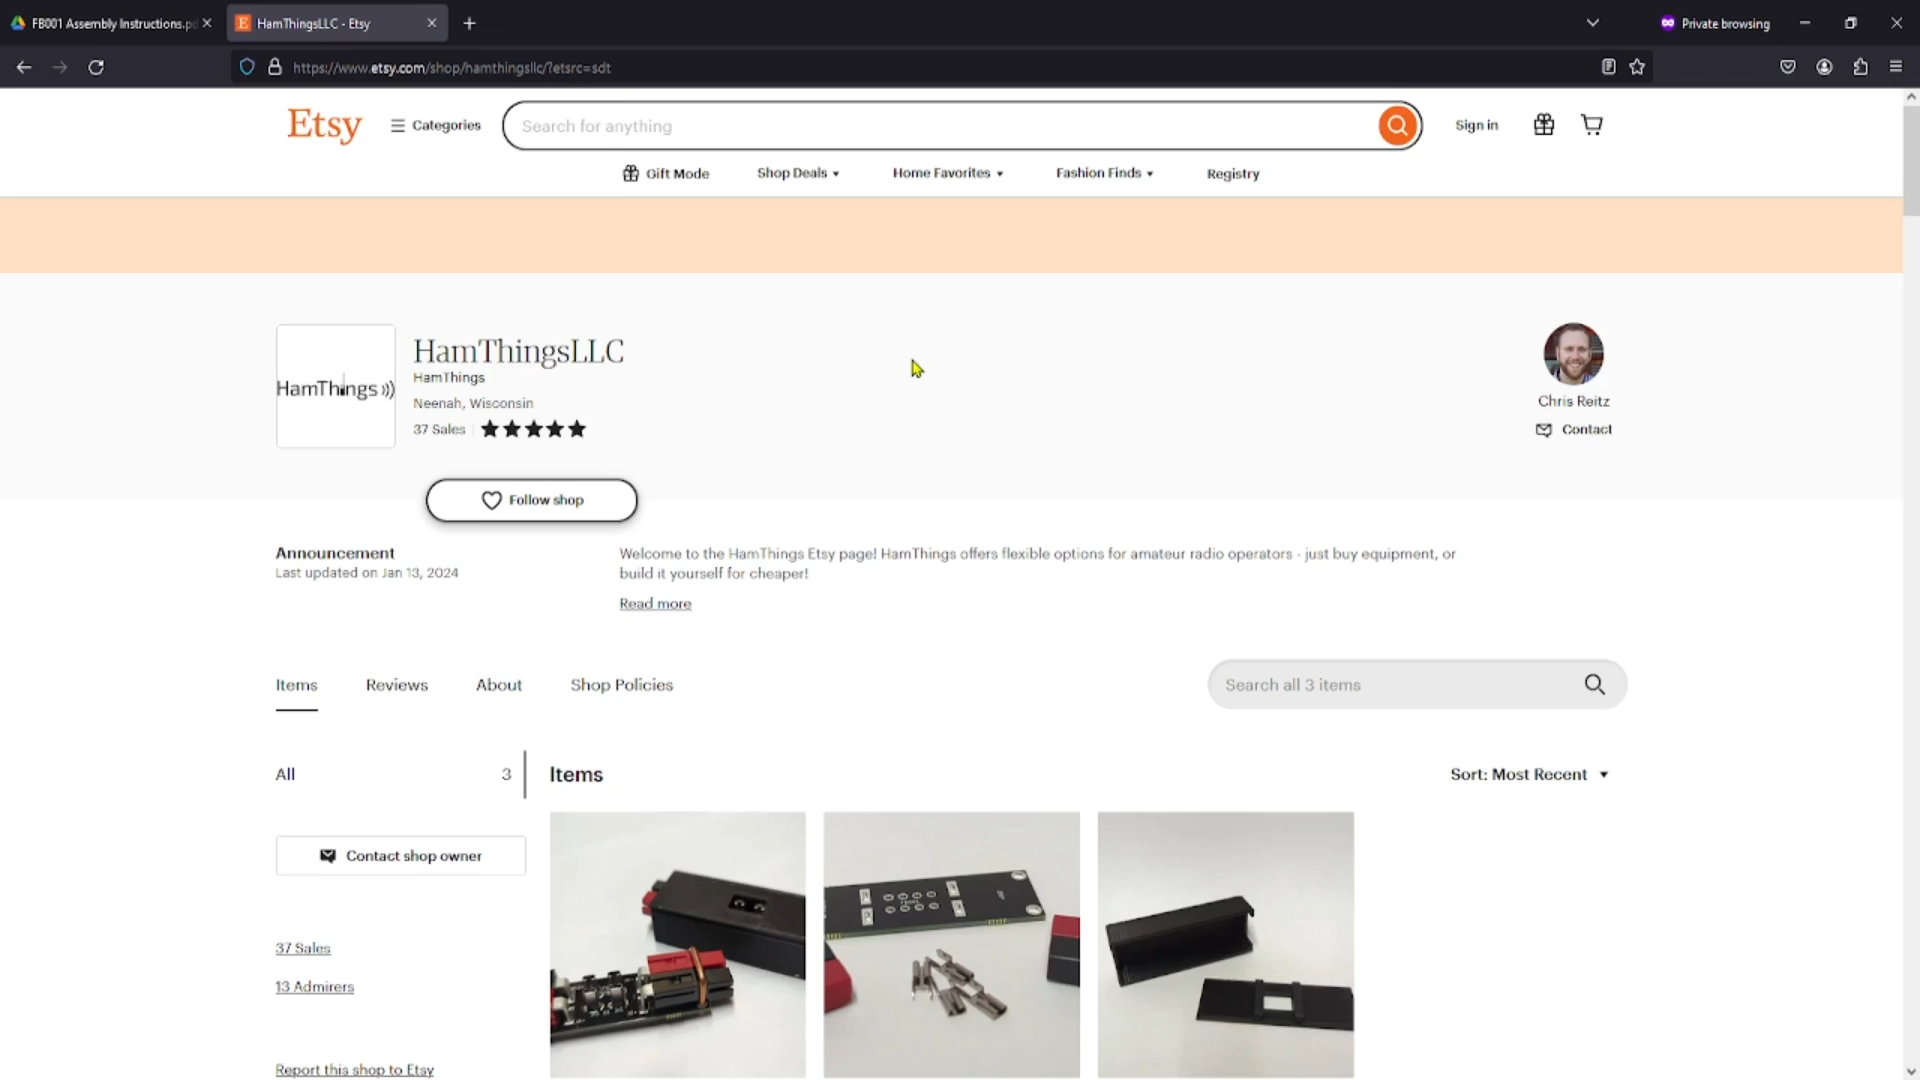 FB001 Assembly Instructions.p
HamThingsLLC - Etsy
Private browsing
https://www.etsy.com/shop/hamthingsllc/?etsrc=sdt
Etsy
Categories
Search for anything
Sign in
Gift Mode
Shop Deals
Home Favorites
Fashion Finds
Registry
HamThings
HamThingsLLC
HamThings
Neenah, Wisconsin
37 Sales
Chris Reitz
Contact
Follow shop
Announcement
Last updated on Jan 13, 2024
Welcome to the HamThings Etsy page! HamThings offers flexible options for amateur radio operators - just buy equipment, or
build it yourself for cheaper!
Read more
Items
Reviews
About
Shop Policies
Search all 3 items
All
3
Items
Sort: Most Recent
Contact shop owner
37 Sales
13 Admirers
Report this shop to Etsy